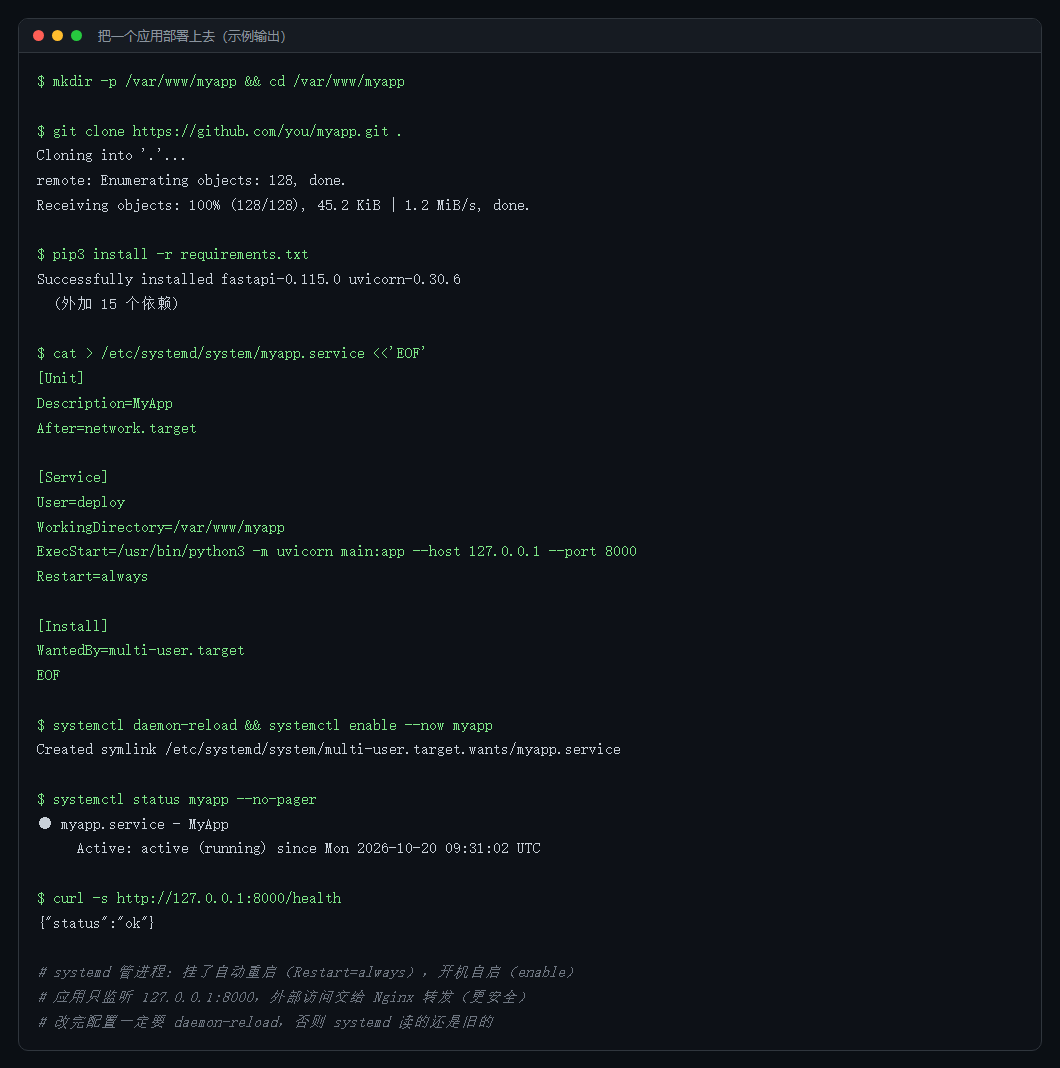 把一个应用部署上去（示例输出）
$ mkdir -p /var/www/myapp && cd /var/www/myapp
$ git clone https://github.com/you/myapp.git .
Cloning into '.'...
remote: Enumerating objects: 128, done.
Receiving objects: 100% (128/128), 45.2 KiB | 1.2 MiB/s, done.
$ pip3 install -r requirements.txt
Successfully installed fastapi-0.115.0 uvicorn-0.30.6
（外加 15 个依赖）
$ cat > /etc/systemd/system/myapp.service <<'EOF'
[Unit]
Description=MyApp
After=network.target
[Service]
User=deploy
WorkingDirectory=/var/www/myapp
ExecStart=/usr/bin/python3 -m uvicorn main:app --host 127.0.0.1 --port 8000
Restart=always
[Install]
WantedBy=multi-user.target
EOF
$ systemctl daemon-reload && systemctl enable --now myapp
Created symlink /etc/systemd/system/multi-user.target.wants/myapp.service
$ systemctl status myapp --no-pager
● myapp.service - MyApp
Active: active (running) since Mon 2026-10-20 09:31:02 UTC
$ curl -s http://127.0.0.1:8000/health
{"status":"ok"}
# systemd 管进程：挂了自动重启（Restart=always），开机自启（enable）
# 应用只监听 127.0.0.1:8000，外部访问交给 Nginx 转发（更安全）
# 改完配置一定要 daemon-reload，否则 systemd 读的还是旧的